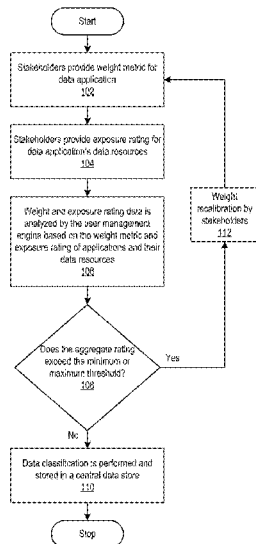 Start
Stakeholders provide weight metric for
data application
102
Stakeholders provide exposure rating for
data application's data resources
104
Weight and exposure rating data is
analyzed by the user management
engine based on the weight metric and
exposure rating of applications and their
data resources
106
Weight
recalibration by
stakeholders
112
Does the aggregate rating
exceed the minimum or
maximum threshold?
108
Yes
No
Data classification is performed and
stored in a central data store
110
Stop